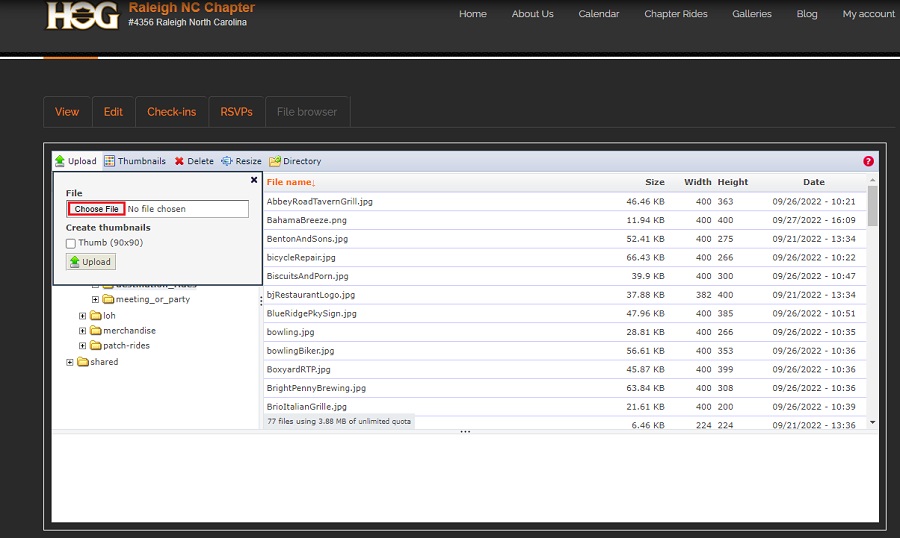 HOG
Raleigh NC Chapter
#4356 Raleigh North Carolina
Home About Us Calendar Chapter Rides Galleries Blog My account
View Edit Check-ins RSVPs File browser
Upload Thumbnails Delete Resize Directory
File
Choose File No file chosen
Create thumbnails
Thumb (90x90)
Upload
meeting_or_party
loh
merchandise
patch-rides
shared
File name Size Width Height Date
AbbeyRoadTavernGrill.jpg 46.46 KB 400 363 09/26/2022 - 10:21
BahamaBreeze.png 11.94 KB 400 400 09/27/2022 - 16:09
BentonAndSons.jpg 52.41 KB 400 275 09/21/2022 - 13:34
bicycleRepair.jpg 66.43 KB 400 266 09/26/2022 - 10:22
BiscuitsAndPorn.jpg 39.9 KB 400 300 09/26/2022 - 10:47
bjRestaurantLogo.jpg 37.88 KB 382 400 09/21/2022 - 13:34
BlueRidgePkySign.jpg 47.96 KB 400 385 09/26/2022 - 10:51
bowling.jpg 28.81 KB 400 266 09/26/2022 - 10:35
bowlingBiker.jpg 56.61 KB 400 353 09/26/2022 - 10:36
BoxyardRTP.jpg 45.87 KB 400 399 09/26/2022 - 10:36
BrightPennyBrewing.jpg 63.84 KB 400 308 09/26/2022 - 10:36
BrioItalianGrille.jpg 21.61 KB 400 200 09/26/2022 - 10:39
6.46 KB 224 224 09/21/2022 - 13:36
77 files using 3.88 MB of unlimited quota